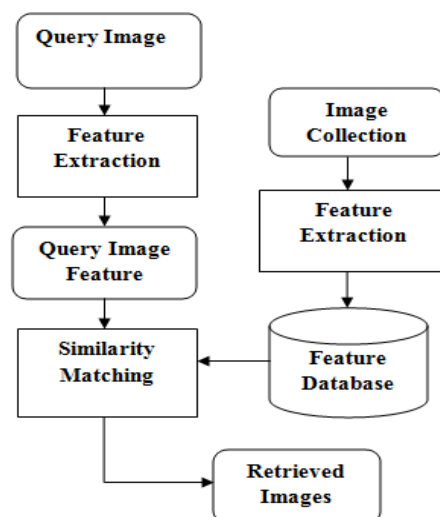 Query Image
Feature
Extraction
Query Image
Feature
Similarity
Matching
Image
Collection
Feature
Extraction
Feature
Database
Retrieved
Images